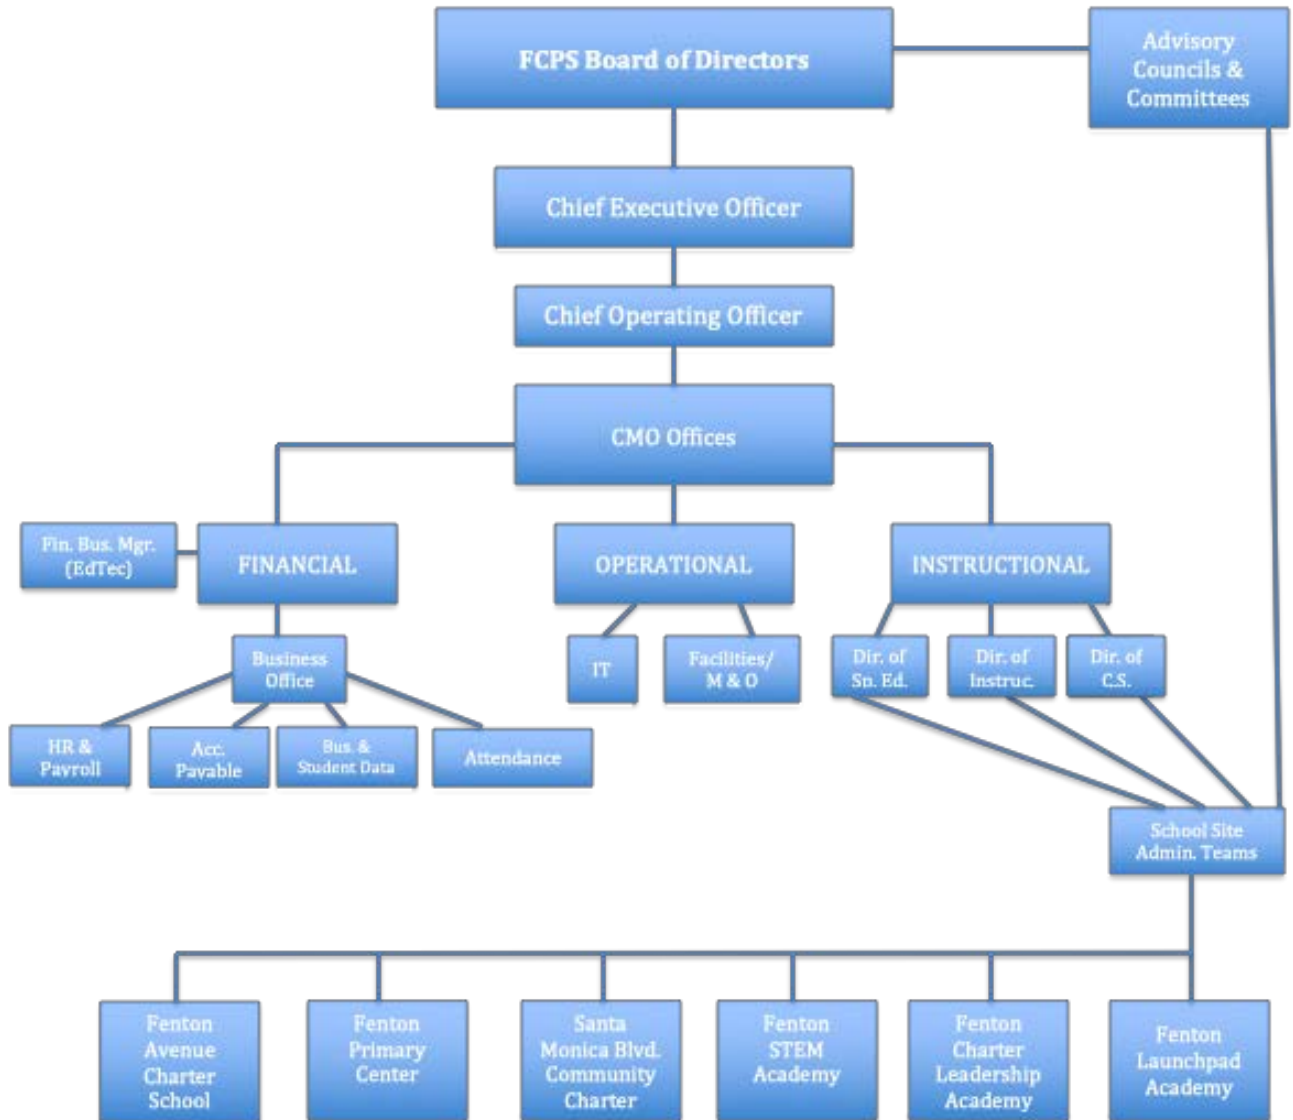 FCPS Board of Directors
Advisory
Councils &
Committees
Chief Executive Officer
Chief Operating Officer
CMO Offices
Fin. Bus. Mgr.
(EdTec)
FINANCIAL
OPERATIONAL
INSTRUCTIONAL
Business
Office
IT
Facilities/
M & O
Dir. of
Sp. Ed.
Dir. of
Instruc.
Dir. of
C.S.
HR &
Payroll
Acc.
Payable
Bus. &
Student Data
Attendance
School Site
Admin. Teams
Fenton
Avenue
Charter
School
Fenton
Primary
Center
Santa
Monica Blvd.
Community
Charter
Fenton
STEM
Academy
Fenton
Charter
Leadership
Academy
Fenton
Launchpad
Academy